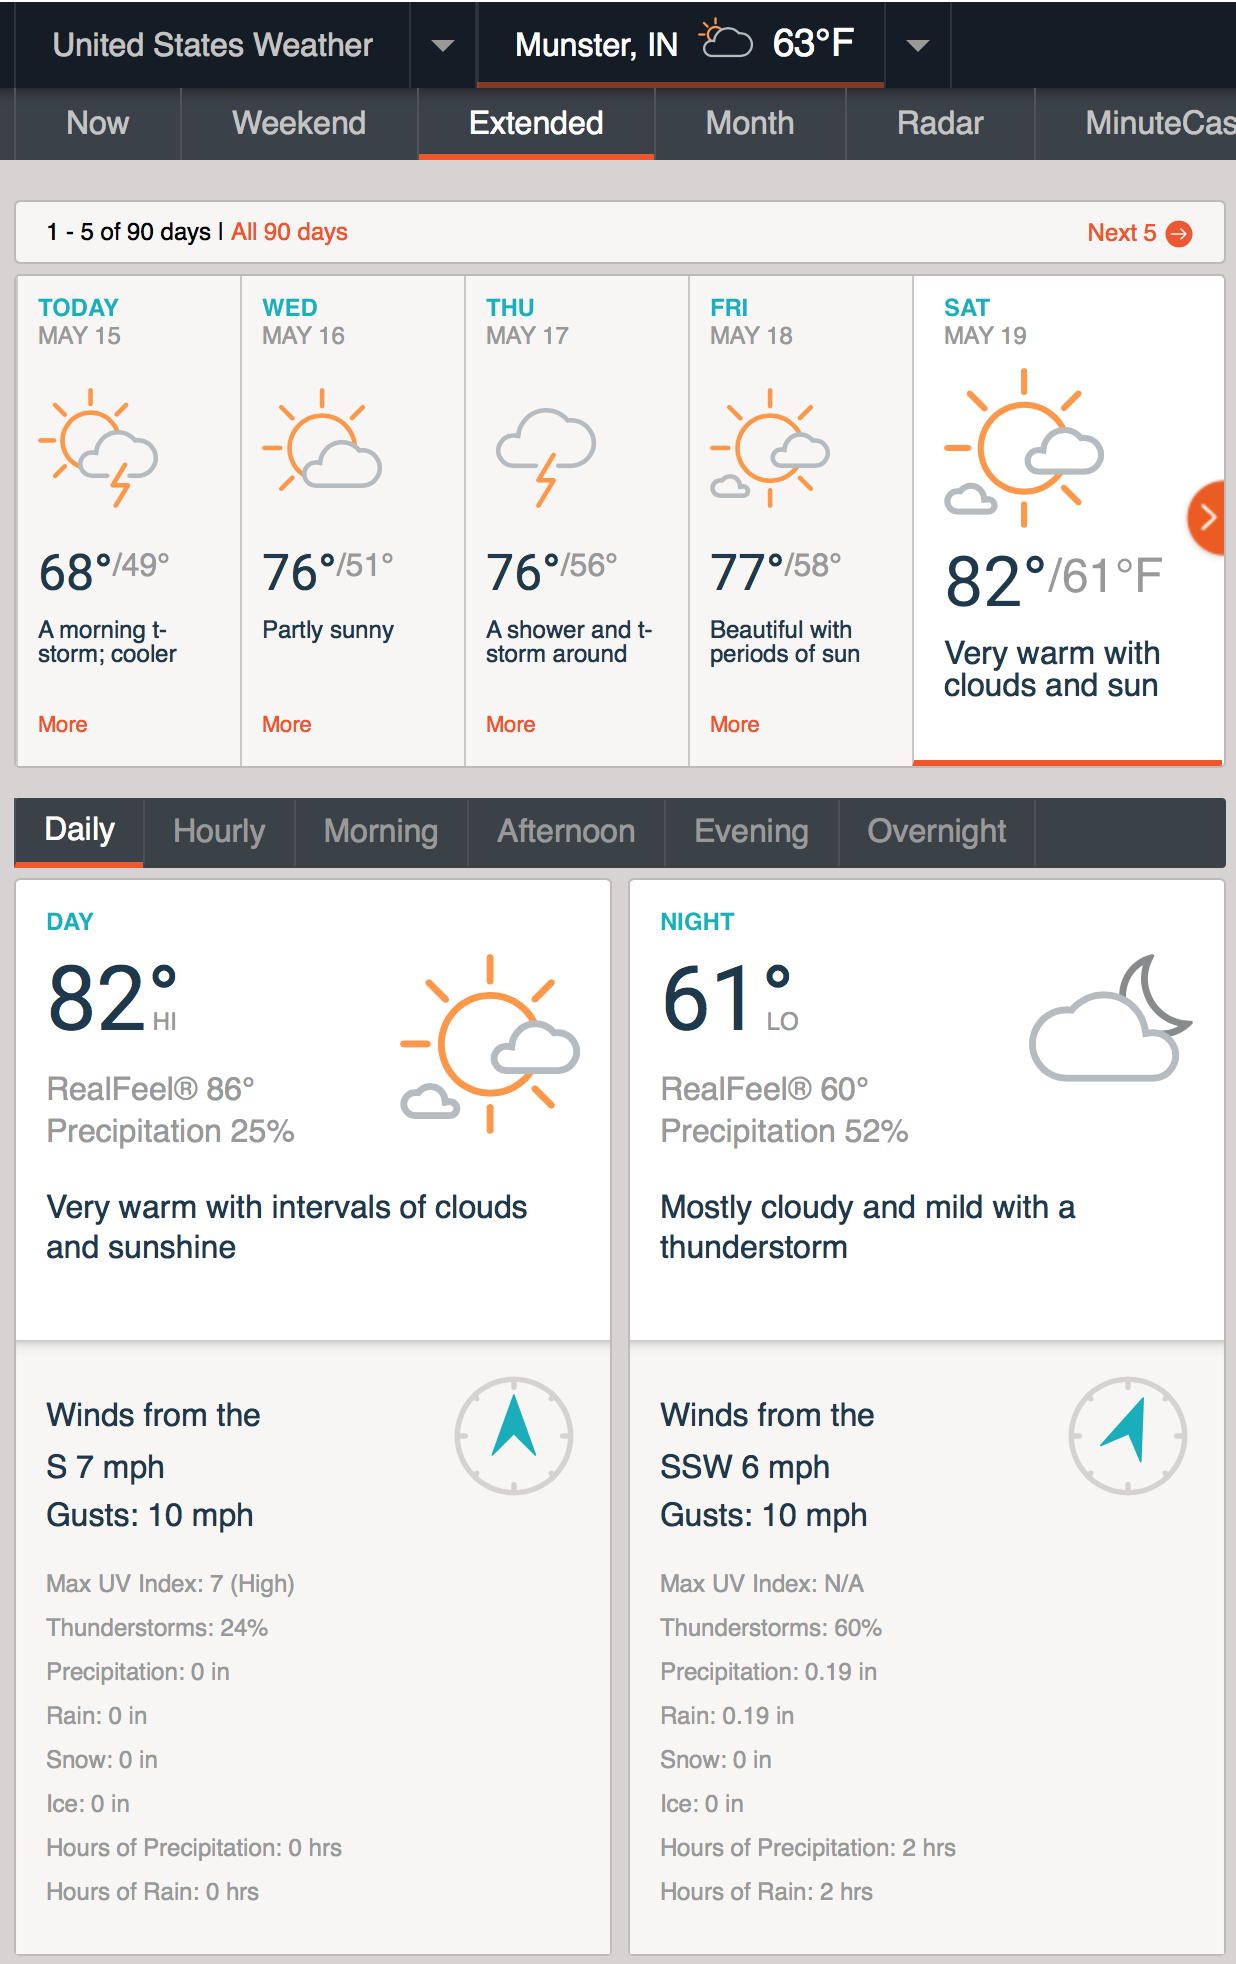 United States Weather
Munster, IN 63°F
Now Weekend Extended Month Radar MinuteCas
1 - 5 of 90 days | All 90 days Next 5
TODAY
MAY 15
68°/49°
A morning t-
storm; cooler
More
WED
MAY 16
76°/51°
Partly sunny
More
THU
MAY 17
76°/56°
A shower and t-
storm around
More
FRI
MAY 18
77°/58°
Beautiful with
periods of sun
More
SAT
MAY 19
82°/61°F
Very warm with
clouds and sun
Daily Hourly Morning Afternoon Evening Overnight
DAY
82° HI
RealFeel® 86°
Precipitation 25%
Very warm with intervals of clouds
and sunshine
Winds from the
S 7 mph
Gusts: 10 mph
Max UV Index: 7 (High)
Thunderstorms: 24%
Precipitation: 0 in
Rain: 0 in
Snow: 0 in
Ice: 0 in
Hours of Precipitation: 0 hrs
Hours of Rain: 0 hrs
NIGHT
61° LO
RealFeel® 60°
Precipitation 52%
Mostly cloudy and mild with a
thunderstorm
Winds from the
SSW 6 mph
Gusts: 10 mph
Max UV Index: N/A
Thunderstorms: 60%
Precipitation: 0.19 in
Rain: 0.19 in
Snow: 0 in
Ice: 0 in
Hours of Precipitation: 2 hrs
Hours of Rain: 2 hrs